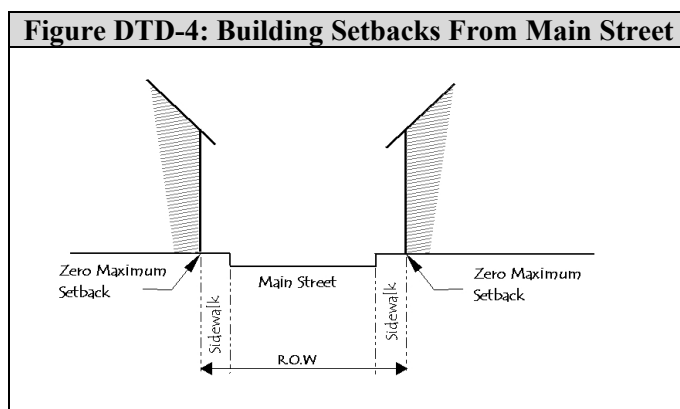 Figure DTD-4: Building Setbacks From Main Street
Zero Maximum
Setback
Main Street
Zero Maximum
Setback
Sidewalk
Sidewalk
R.O.W